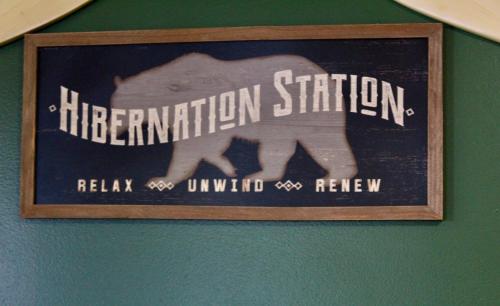 HIBERNATION STATION
RELAX UNWIND RENEW